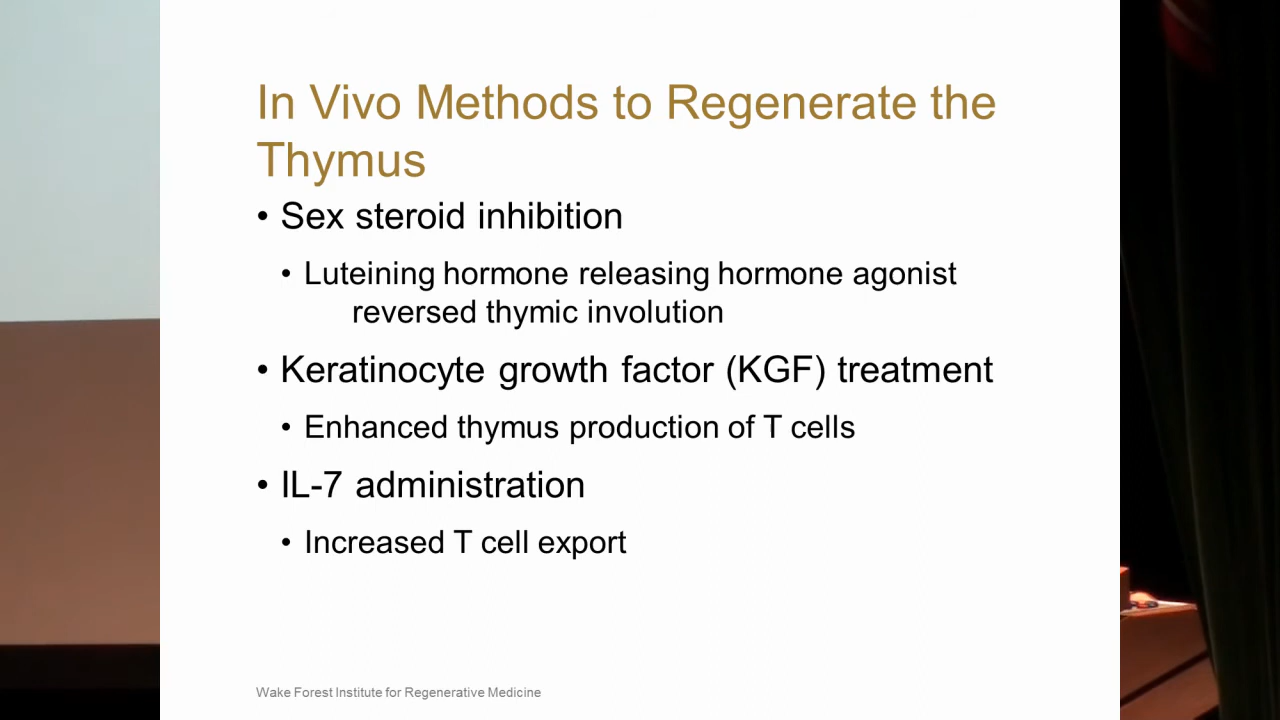 In Vivo Methods to Regenerate the
Thymus
• Sex steroid inhibition
• Luteining hormone releasing hormone agonist
reversed thymic involution
• Keratinocyte growth factor (KGF) treatment
• Enhanced thymus production of T cells
• IL-7 administration
• Increased T cell export
Wake Forest Institute for Regenerative Medicine